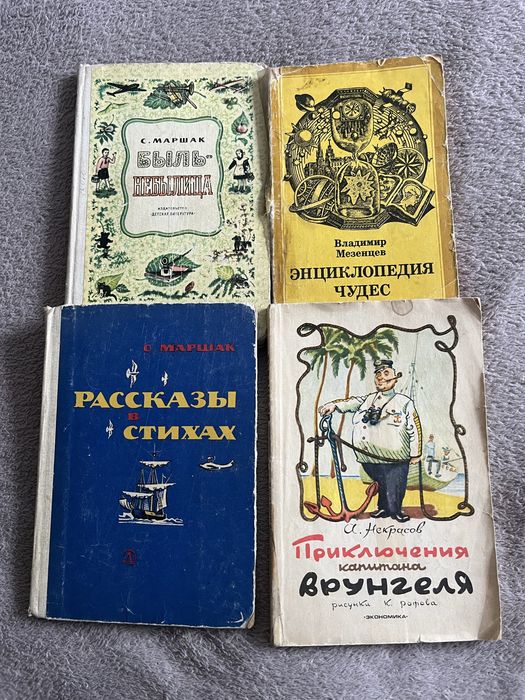 С. МАРШАК
БЫЛЬ-
НЕБЫЛИЦА
ИЗДАТЕЛЬСТВО
«ДЕТСКАЯ ЛИТЕРАТУРА»
Владимир
Мезенцев
ЭНЦИКЛОПЕДИЯ
ЧУДЕС
С МАРШАК
РАССКАЗЫ
в
СТИХАХ
А. Некрасов
Приключения
капитана
Врунгеля
рисунки К. Ротова
•ЭКОНОМИКА•